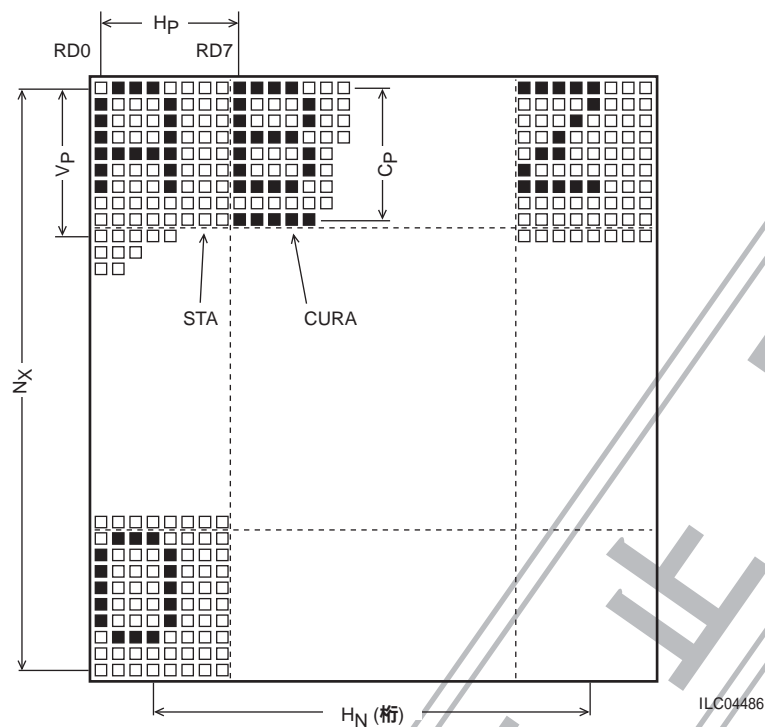 HP
RD0 RD7
A B Z
VP
CP
STA CURA
NX
O
HN (桁)
ILC04486